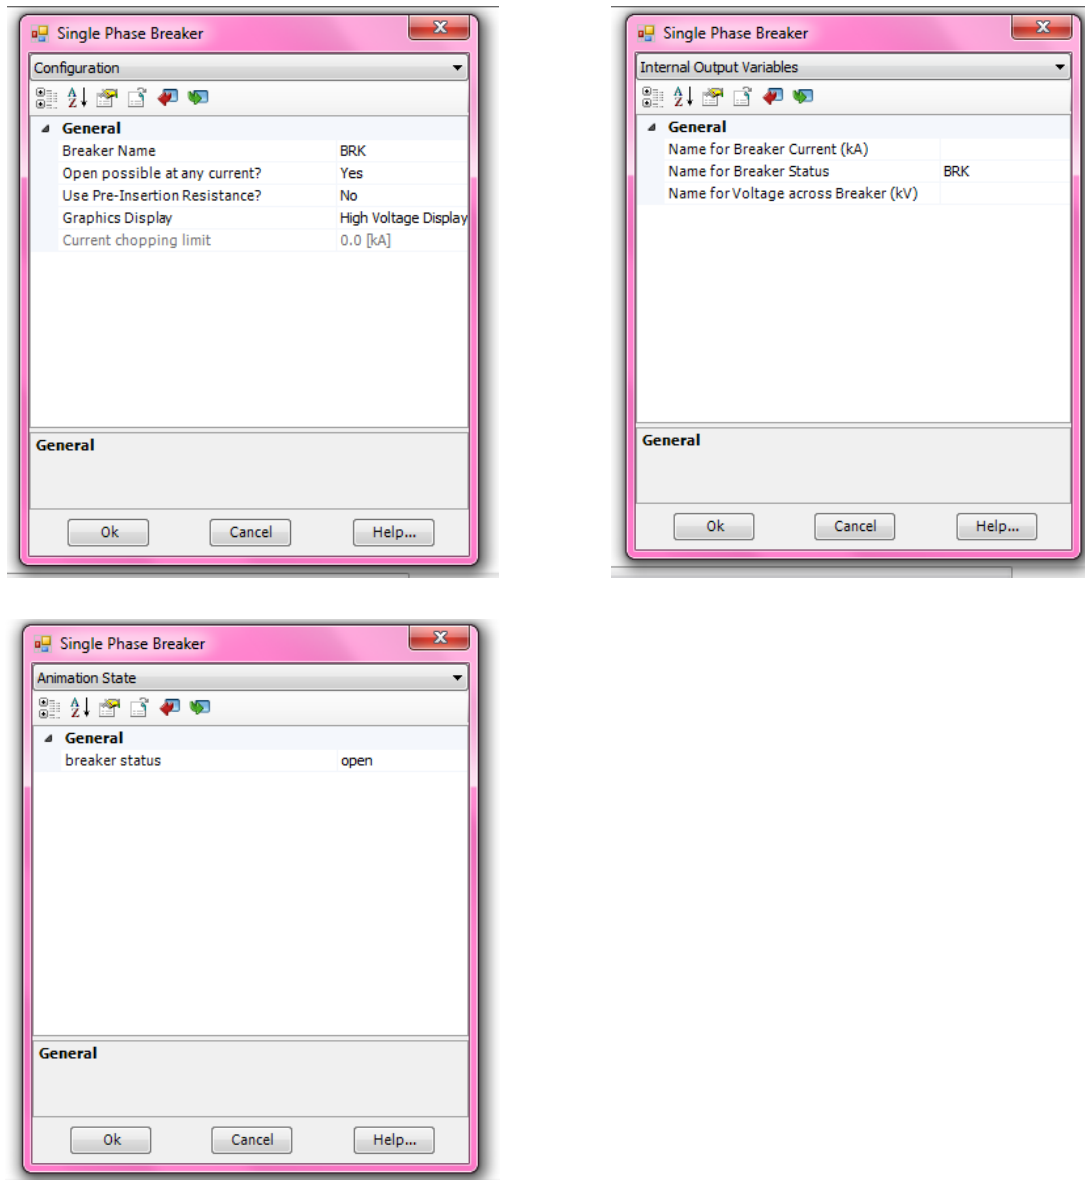 Single Phase Breaker
Configuration
General
Breaker Name BRK
Open possible at any current? Yes
Use Pre-Insertion Resistance? No
Graphics Display High Voltage Display
Current chopping limit 0.0 [kA]
General
Ok Cancel Help...
Single Phase Breaker
Internal Output Variables
General
Name for Breaker Current (kA)
Name for Breaker Status BRK
Name for Voltage across Breaker (kV)
General
Ok Cancel Help...
Single Phase Breaker
Animation State
General
breaker status open
General
Ok Cancel Help...